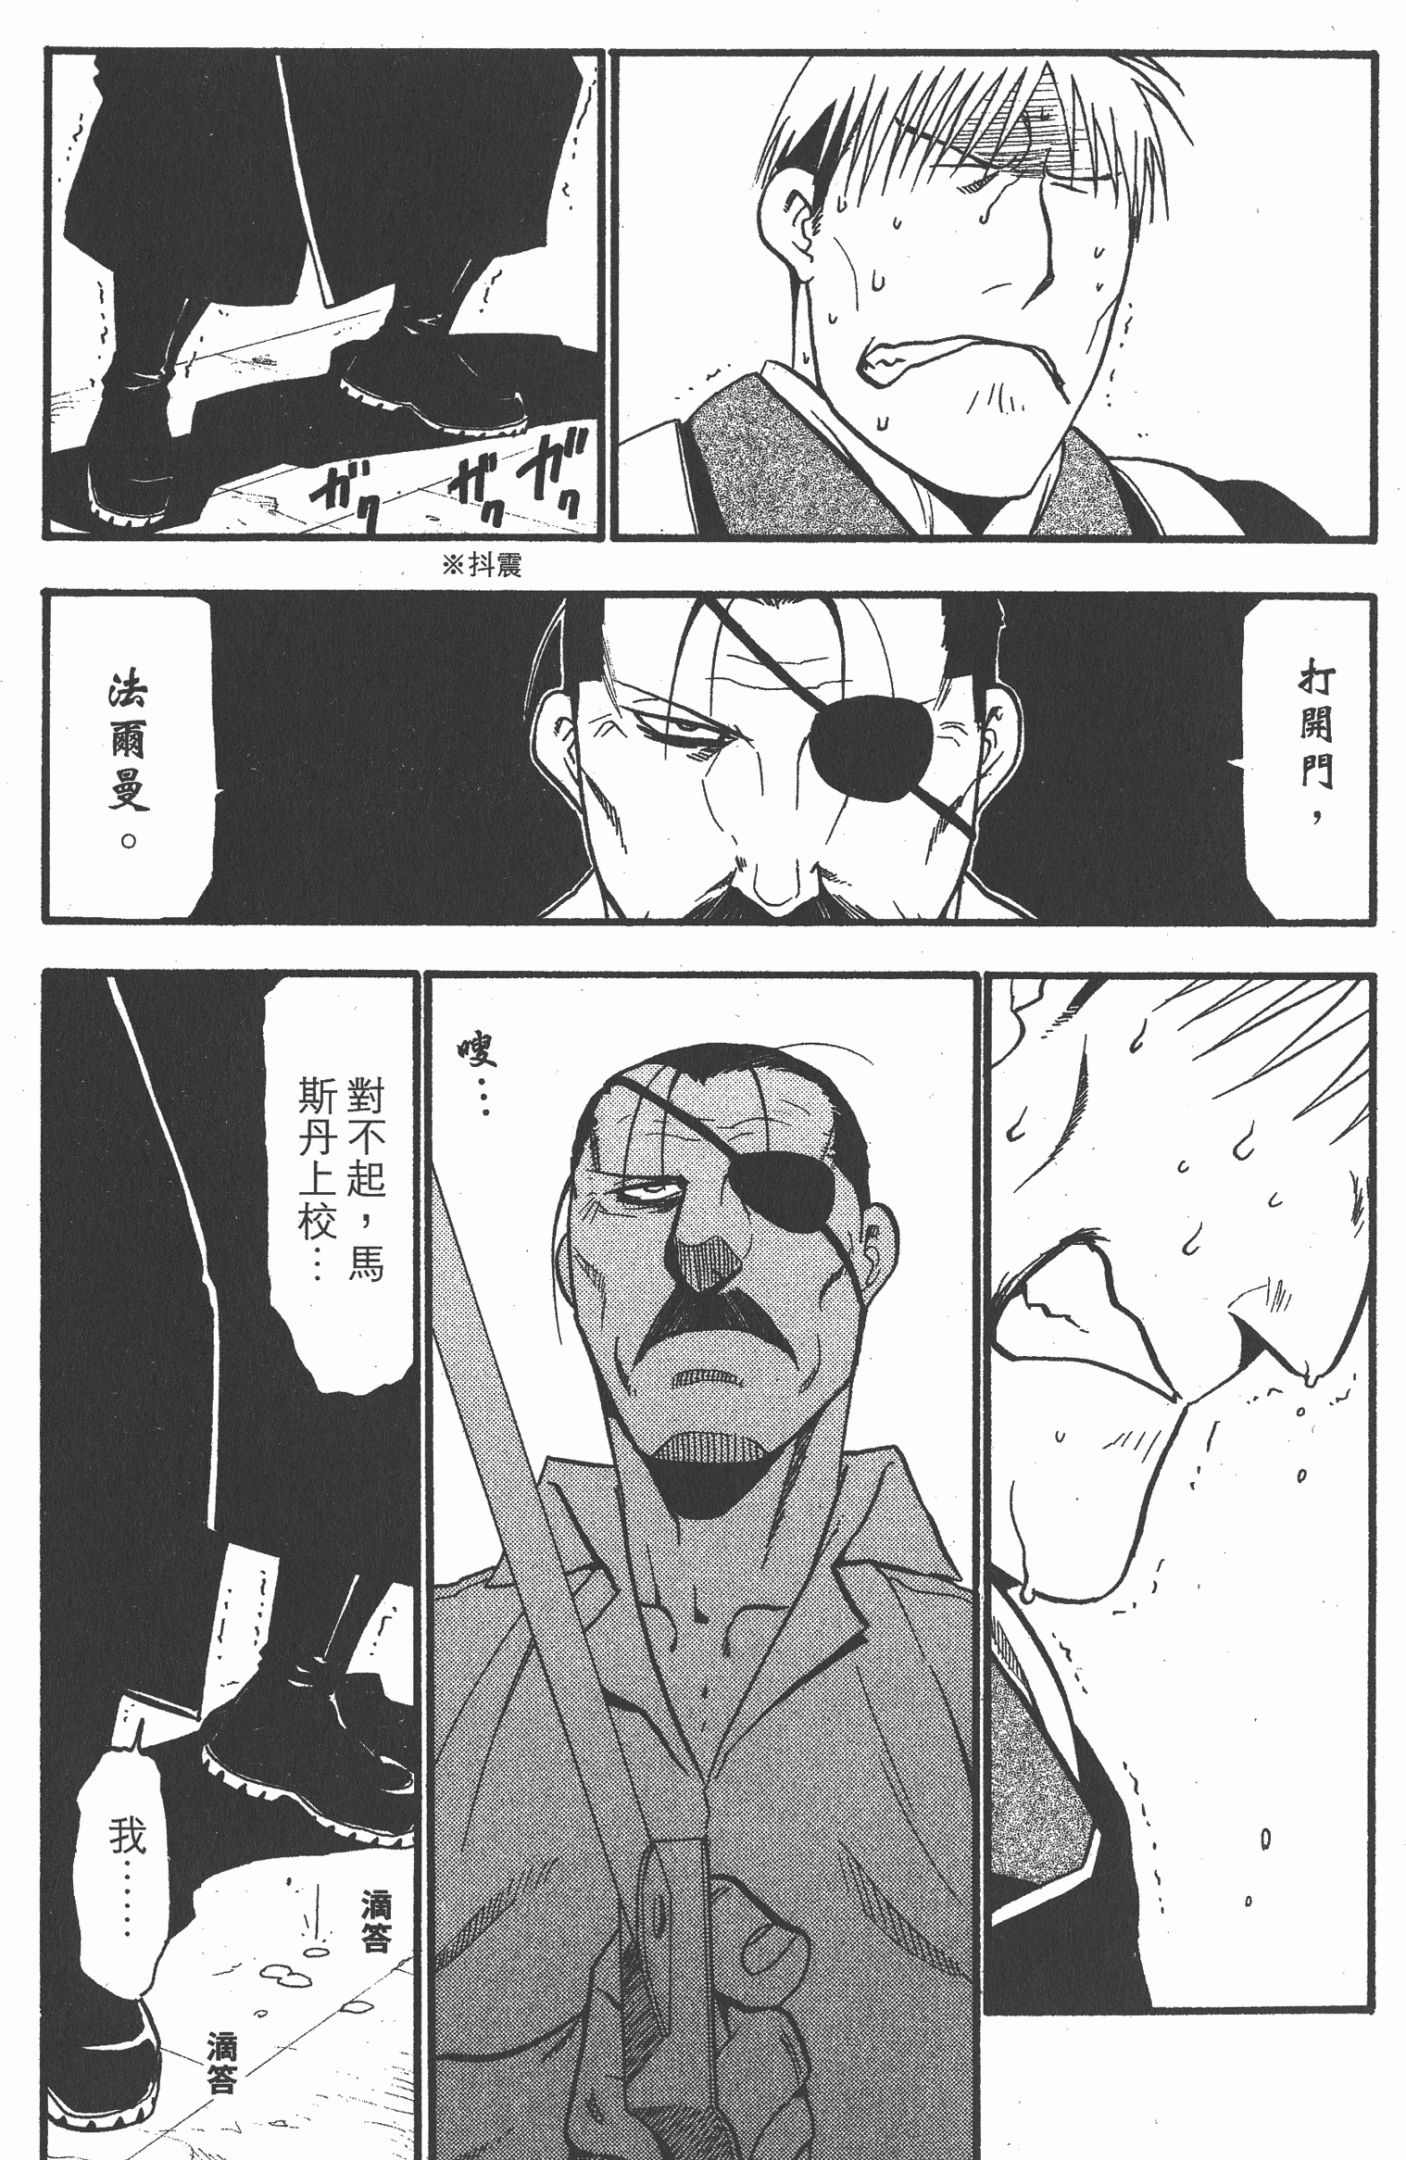 ガク
ガク
ガク
※抖震
打開門，
法爾曼。
嗖…
對不起，馬
斯丹上校…
我……
滴答
滴答